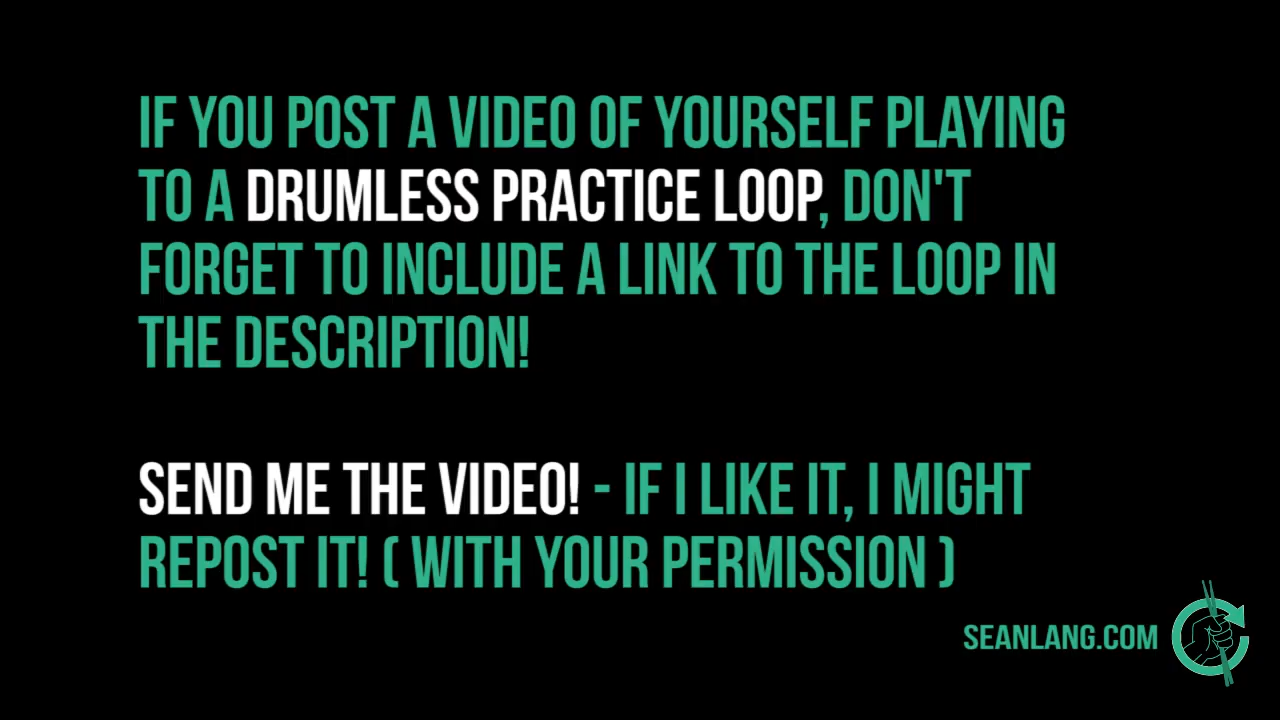 IF YOU POST A VIDEO OF YOURSELF PLAYING
TO A DRUMLESS PRACTICE LOOP, DON'T
FORGET TO INCLUDE A LINK TO THE LOOP IN
THE DESCRIPTION!
SEND ME THE VIDEO! - IF I LIKE IT, I MIGHT
REPOST IT! ( WITH YOUR PERMISSION )
SEANLANG.COM